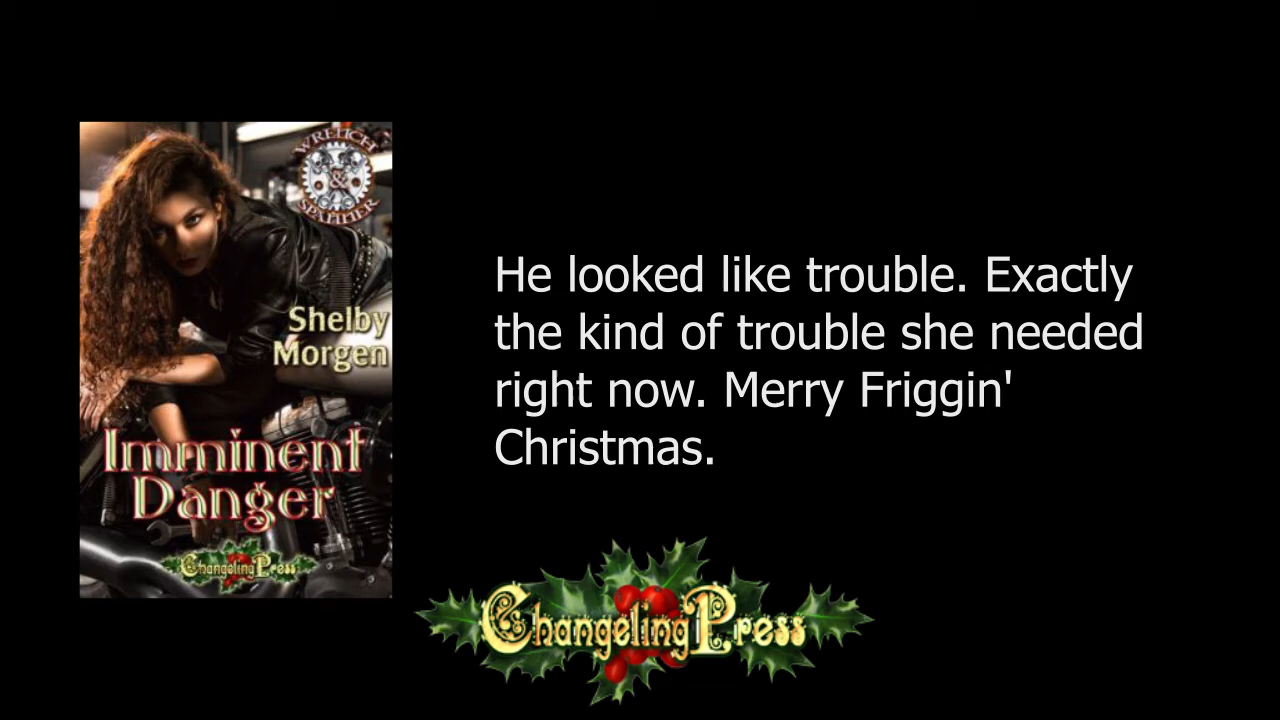 WRENCH
&
SPANNER
Shelby
Morgen
Imminent
Danger
Changeling Press
He looked like trouble. Exactly
the kind of trouble she needed
right now. Merry Friggin'
Christmas.
Changeling Press